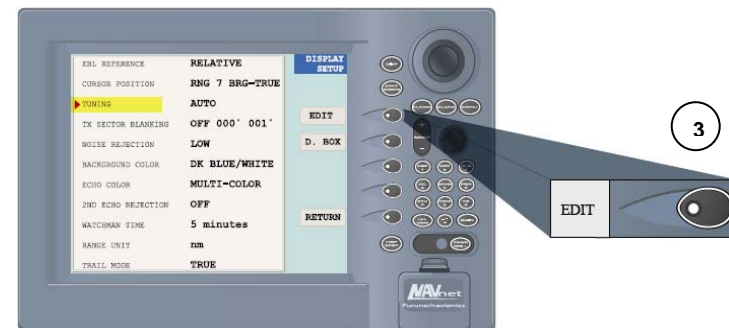 EBL REFERENCE RELATIVE
CURSOR POSITION RNG 7 BRG-TRUE
TUNING AUTO
TX SECTOR BLANKING OFF 000° 001°
NOISE REJECTION LOW
BACKGROUND COLOR DK BLUE/WHITE
ECHO COLOR MULTI-COLOR
2ND ECHO REJECTION OFF
WATCHMAN TIME 5 minutes
RANGE UNIT nm
TRAIL MODE TRUE
DISPLAY
SETUP
EDIT
D. BOX
RETURN
NAVnet
3
EDIT